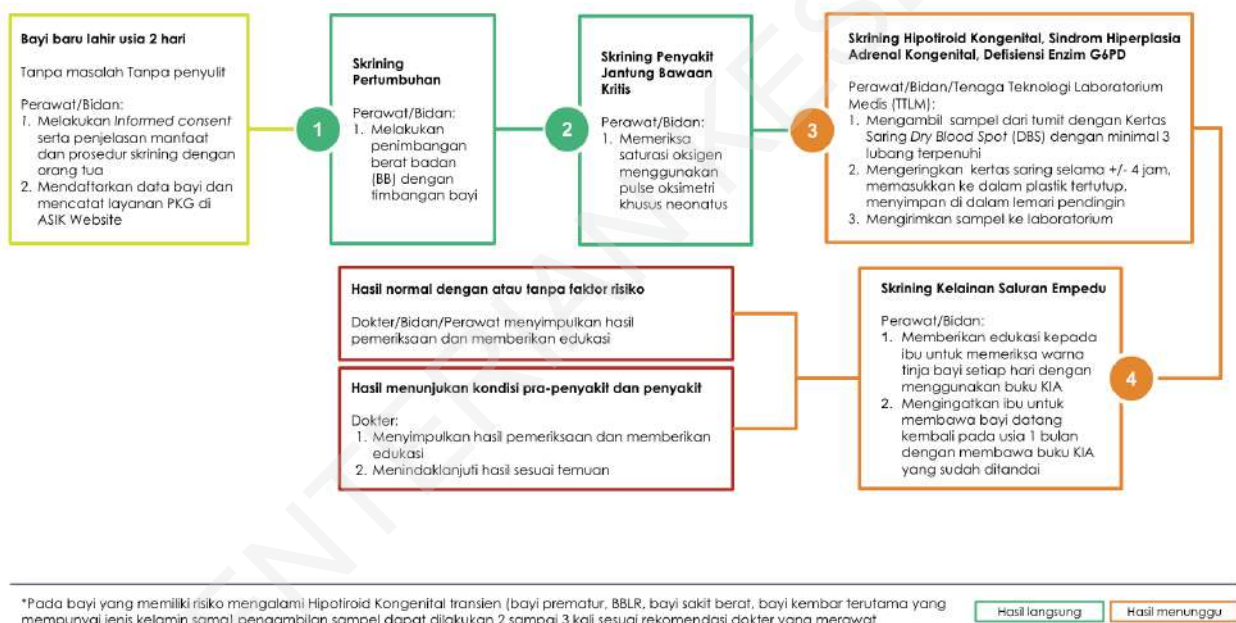 Bayi baru lahir usia 2 hari
Tanpa masalah Tanpa penyulit
Perawat/Bidan:
1. Melakukan Informed consent
serta penjelasan manfaat
dan prosedur skrining dengan
orang tua
2. Mendaftarkan data bayi dan
mencatat layanan PKG di
ASIK Website
1
Skrining
Pertumbuhan
Perawat/Bidan:
1. Melakukan
penimbangan
berat badan
(BB) dengan
timbangan bayi
2
Skrining Penyakit
Jantung Bawaan
Kritis
Perawat/Bidan:
1. Memeriksa
saturasi oksigen
menggunakan
pulse oksimetri
khusus neonatus
3
Skrining Hipotiroid Kongenital, Sindrom Hiperplasia
Adrenal Kongenital, Defisiensi Enzim G6PD
Perawat/Bidan/Tenaga Teknologi Laboratorium
Medis (TTLM):
1. Mengambil sampel dari tumit dengan Kertas
Saring Dry Blood Spot (DBS) dengan minimal 3
lubang terpenuhi
2. Mengeringkan kertas saring selama +/- 4 jam,
memasukkan ke dalam plastik tertutup,
menyimpan di dalam lemari pendingin
3. Mengirimkan sampel ke laboratorium
Skrining Kelainan Saluran Empedu
Perawat/Bidan:
1. Memberikan edukasi kepada
ibu untuk memeriksa warna
tinja bayi setiap hari dengan
menggunakan buku KIA
2. Mengingatkan ibu untuk
membawa bayi datang
kembali pada usia 1 bulan
dengan membawa buku KIA
yang sudah ditandai
4
Hasil normal dengan atau tanpa faktor risiko
Dokter/Bidan/Perawat menyimpulkan hasil
pemeriksaan dan memberikan edukasi
Hasil menunjukan kondisi pra-penyakit dan penyakit
Dokter:
1. Menyimpulkan hasil pemeriksaan dan memberikan
edukasi
2. Menindaklanjuti hasil sesuai temuan
*Pada bayi yang memiliki risiko mengalami Hipotiroid Kongenital transien (bayi prematur, BBLR, bayi sakit berat, bayi kembar terutama yang
mempunyai jenis kelamin sama) pengambilan sampel dapat dilakukan 2 sampai 3 kali sesuai rekomendasi dokter yang merawat
Hasil langsung
Hasil menunggu